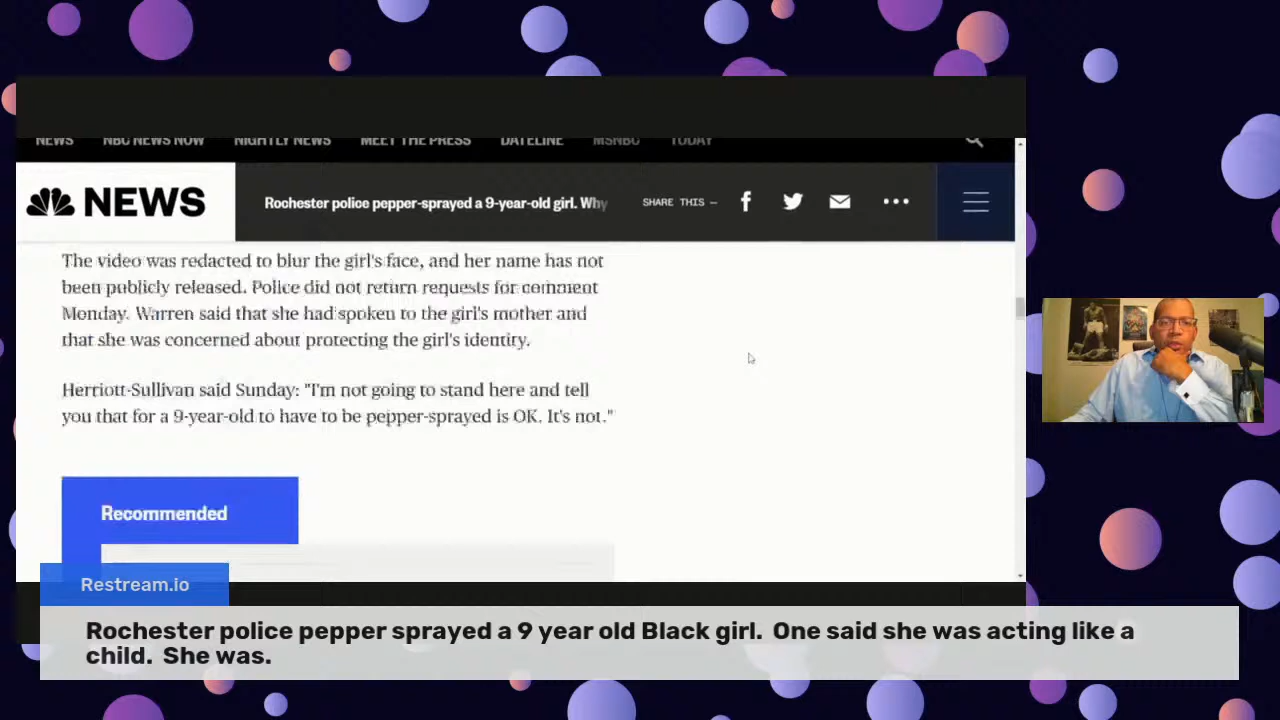 NEWS NBC NEWS NOW NIGHTLY NEWS MEET THE PRESS DATELINE MSNBC TODAY
NEWS
Rochester police pepper-sprayed a 9-year-old girl. Why
SHARE THIS —
The video was redacted to blur the girl's face, and her name has not
been publicly released. Police did not return requests for comment
Monday. Warren said that she had spoken to the girl's mother and
that she was concerned about protecting the girl's identity.
Herriott-Sullivan said Sunday: "I'm not going to stand here and tell
you that for a 9-year-old to have to be pepper-sprayed is OK. It's not."
Recommended
Restream.io
Rochester police pepper sprayed a 9 year old Black girl. One said she was acting like a
child. She was.